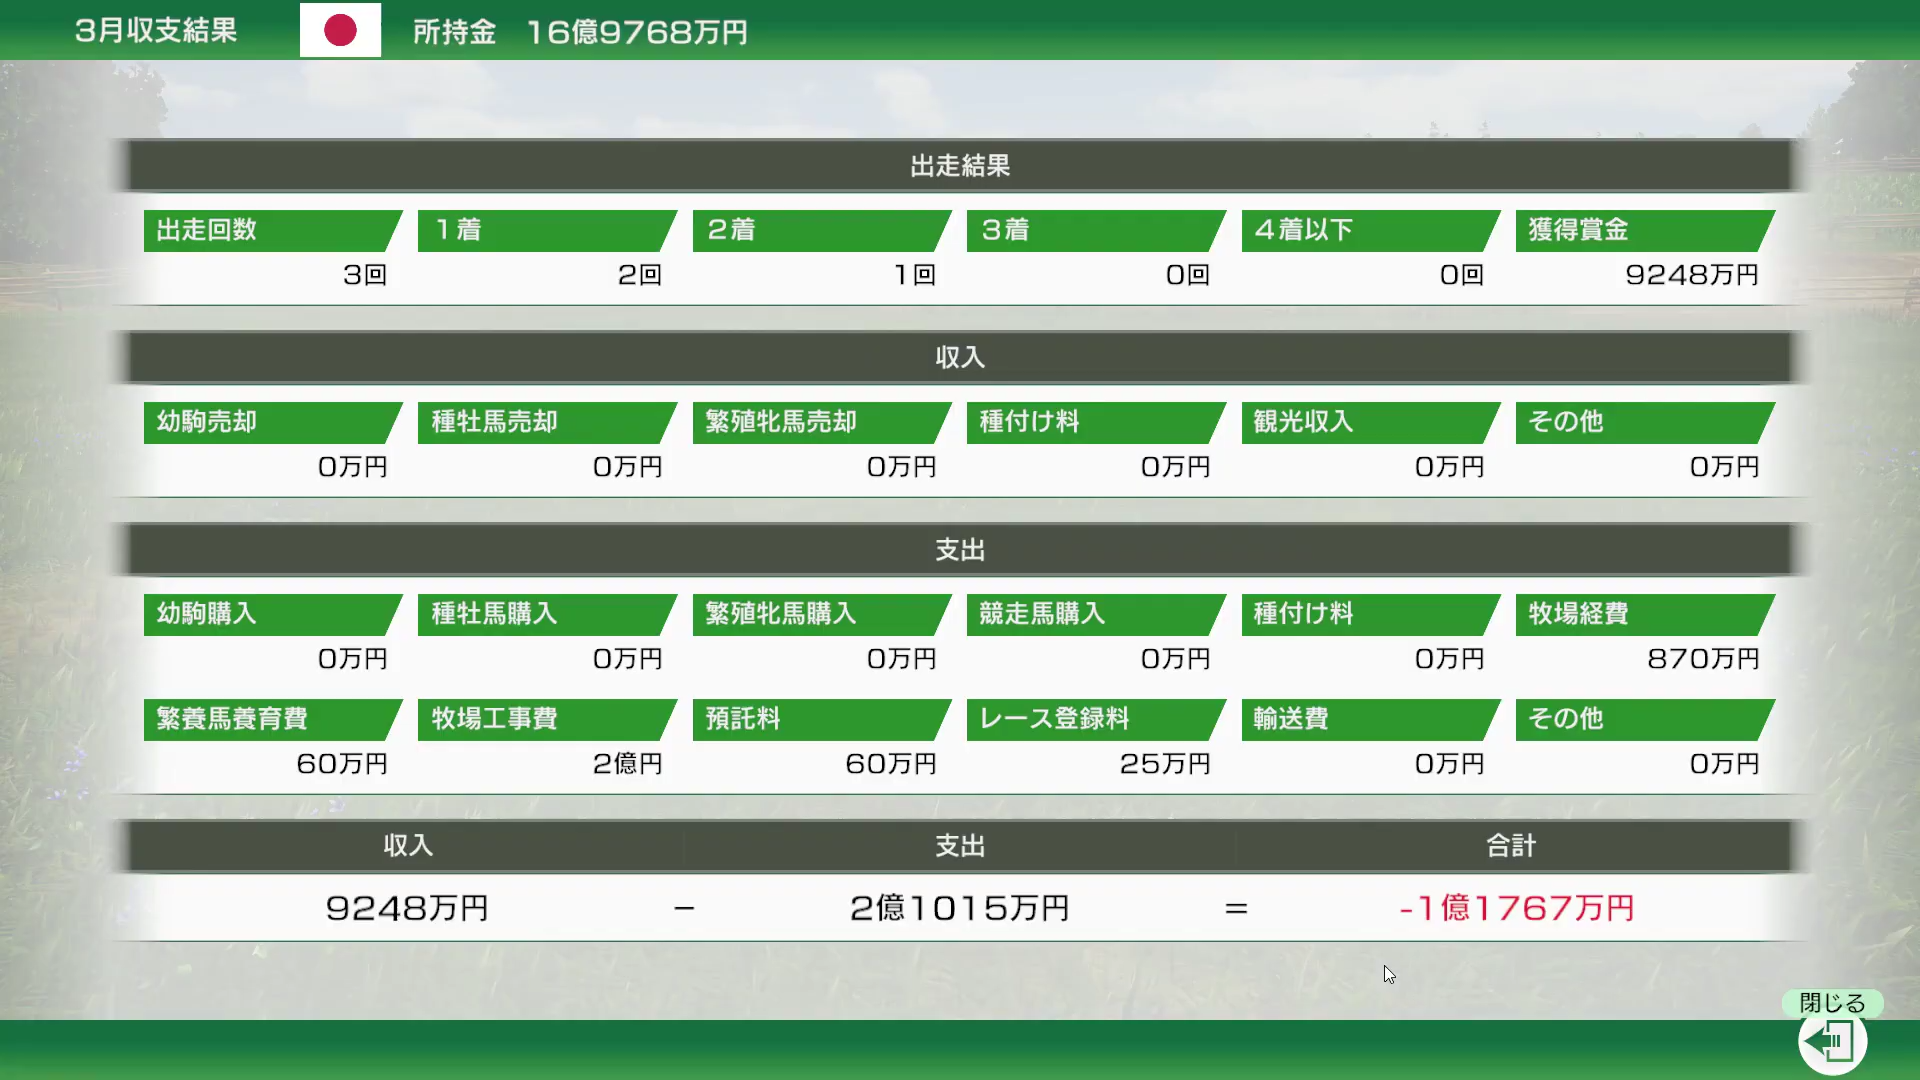 3月収支結果 所持金 16億9768万円
出走結果
出走回数 1着 2着 3着 4着以下 獲得賞金
3回 2回 1回 0回 0回 9248万円
収入
幼駒売却 種牡馬売却 繁殖牝馬売却 種付け料 観光収入 その他
0万円 0万円 0万円 0万円 0万円 0万円
支出
幼駒購入 種牡馬購入 繁殖牝馬購入 競走馬購入 種付け料 牧場経費
0万円 0万円 0万円 0万円 0万円 870万円
繁養馬養育費 牧場工事費 預託料 レース登録料 輸送費 その他
60万円 2億円 60万円 25万円 0万円 0万円
収入 支出 合計
9248万円 − 2億1015万円 = -1億1767万円
閉じる